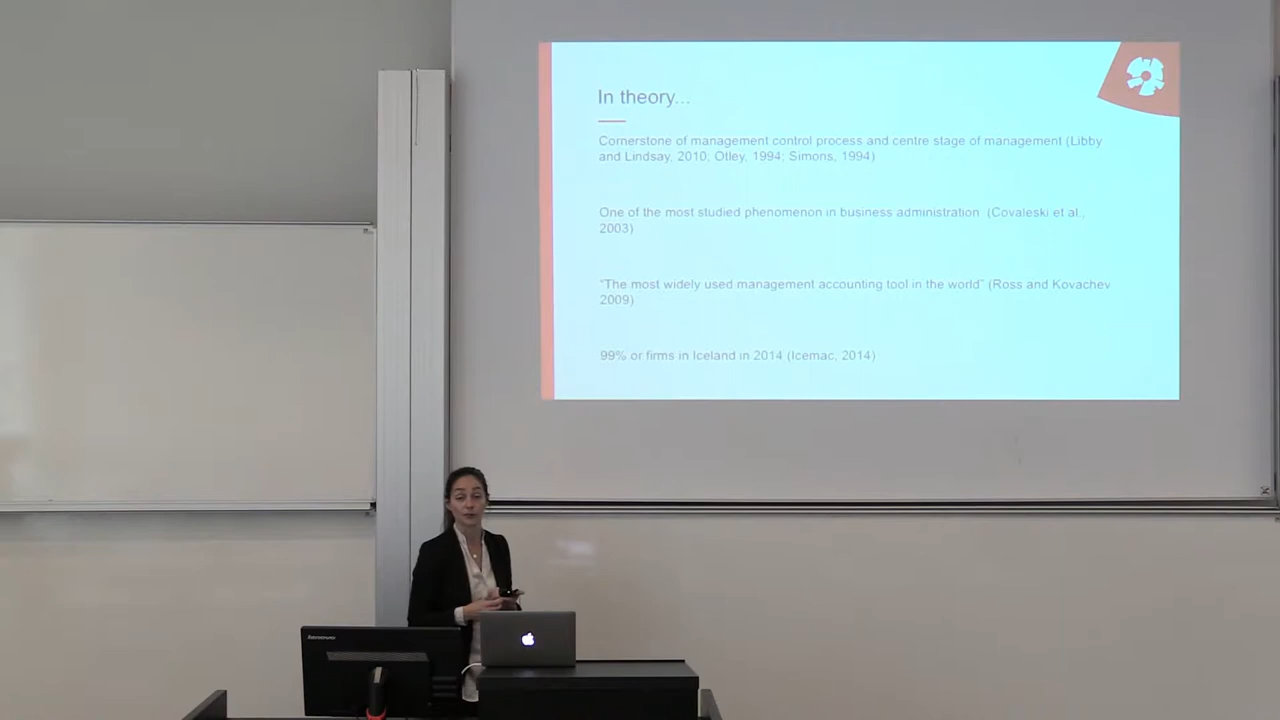 In theory...
Cornerstone of management control process and centre stage of management (Libby
and Lindsay, 2010; Otley, 1994; Simons, 1994)
One of the most studied phenomenon in business administration (Covaleski et al.,
2003)
"The most widely used management accounting tool in the world" (Ross and Kovachev
2009)
99% or firms in Iceland in 2014 (Icemac, 2014)
lenovo